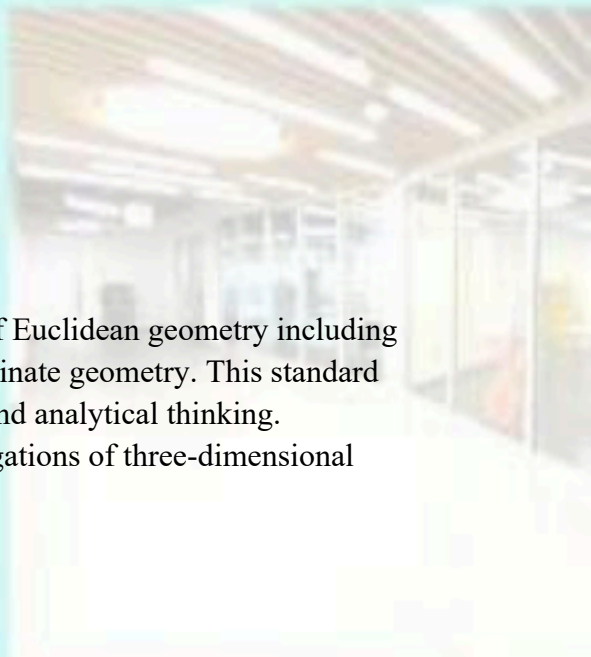 f Euclidean geometry including
inate geometry. This standard
nd analytical thinking.
gations of three-dimensional